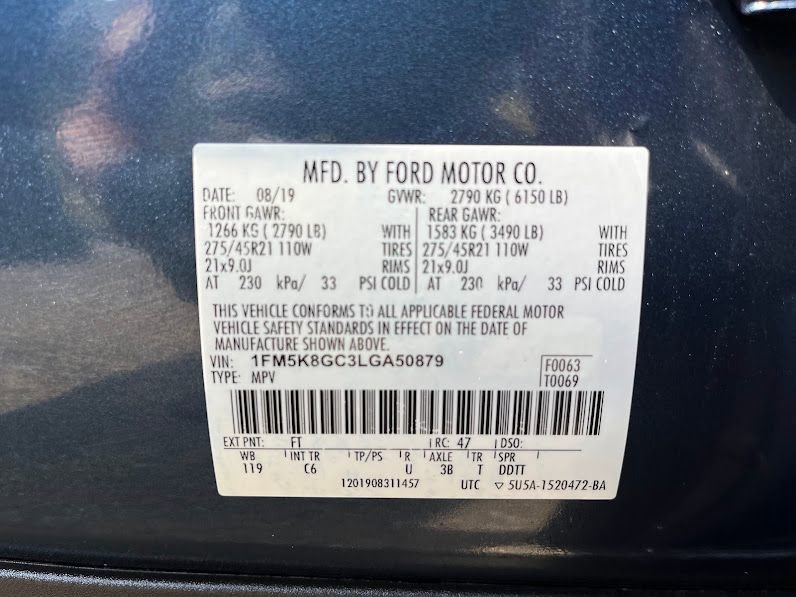 MFD. BY FORD MOTOR CO.
DATE: 08/19 GVWR: 2790 KG ( 6150 LB)
FRONT GAWR: REAR GAWR:
1266 KG ( 2790 LB) WITH 1583 KG ( 3490 LB) WITH
275/45R21 110W TIRES 275/45R21 110W TIRES
21x9.0J RIMS 21x9.0J RIMS
AT 230 kPa/ 33 PSI COLD AT 230 kPa/ 33 PSI COLD
THIS VEHICLE CONFORMS TO ALL APPLICABLE FEDERAL MOTOR
VEHICLE SAFETY STANDARDS IN EFFECT ON THE DATE OF
MANUFACTURE SHOWN ABOVE.
VIN: 1FM5K8GC3LGA50879 F0063
TYPE: MPV T0069
EXT PNT: FT RC: 47 DSO:
WB INT TR TP/PS R AXLE TR SPR
119 C6 U 3B T DDTT
1201908311457 UTC ▽ 5U5A-1520472-BA